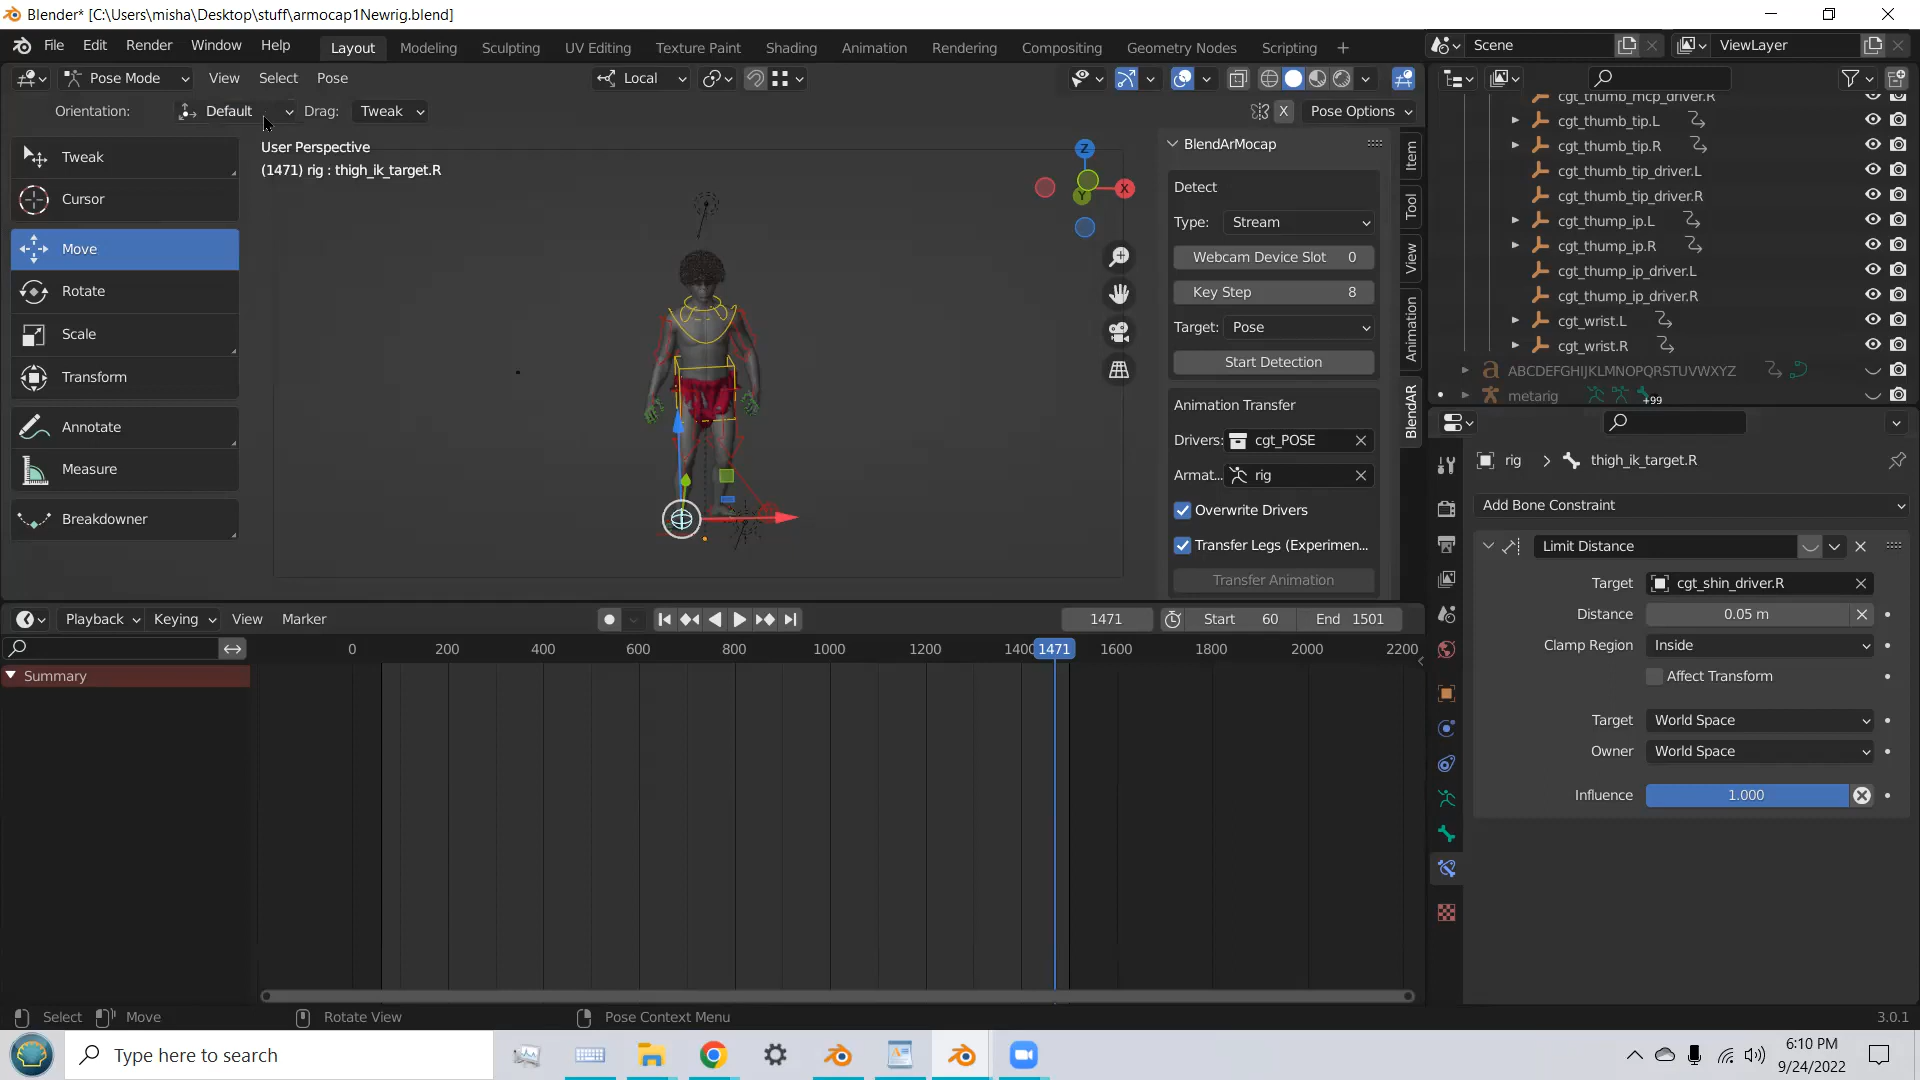 Blender* [C:\Users\misha\Desktop\stuff\armocap1Newrig.blend]
File Edit Render Window Help
Layout Modeling Sculpting UV Editing Texture Paint Shading Animation Rendering Compositing Geometry Nodes Scripting +
Scene
ViewLayer
Pose Mode View Select Pose
Local
Orientation: Default Drag: Tweak
X Pose Options
Tweak
Cursor
Move
Rotate
Scale
Transform
Annotate
Measure
Breakdowner
User Perspective
(1471) rig : thigh_ik_target.R
Z
X
Y
BlendArMocap
Detect
Type: Stream
Webcam Device Slot 0
Key Step 8
Target: Pose
Start Detection
Animation Transfer
Drivers: cgt_POSE
Armat... rig
Overwrite Drivers
Transfer Legs (Experimen...
Transfer Animation
Item
Tool
View
Animation
BlendAR
cgt_thumb_mcp_driver.R
cgt_thumb_tip.L
cgt_thumb_tip.R
cgt_thumb_tip_driver.L
cgt_thumb_tip_driver.R
cgt_thump_ip.L
cgt_thump_ip.R
cgt_thump_ip_driver.L
cgt_thump_ip_driver.R
cgt_wrist.L
cgt_wrist.R
ABCDEFGHIJKLMNOPQRSTUVWXYZ
metarig +99
rig > thigh_ik_target.R
Add Bone Constraint
Limit Distance
Target cgt_shin_driver.R
Distance 0.05 m
Clamp Region Inside
Affect Transform
Target World Space
Owner World Space
Influence 1.000
Playback Keying View Marker
1471 Start 60 End 1501
0 200 400 600 800 1000 1200 1400 1471 1600 1800 2000 2200
Summary
Select Move Rotate View Pose Context Menu 3.0.1
Type here to search
6:10 PM
9/24/2022